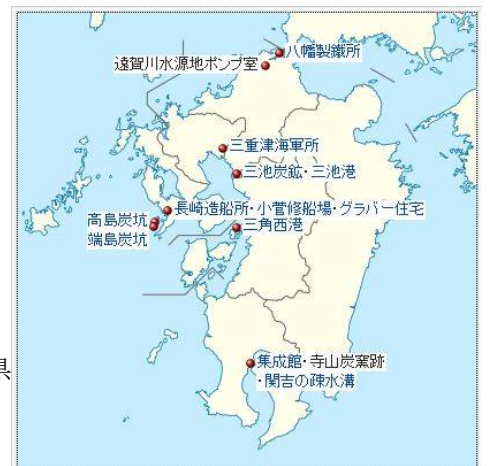 八幡製鐵所
遠賀川水源地ポンプ室
三重津海軍所
三池炭鉱・三池港
長崎造船所・小菅修船場・グラバー住宅
高島炭坑
三角西港
端島炭坑
県
集成館・寺山炭窯跡
・関吉の疎水溝